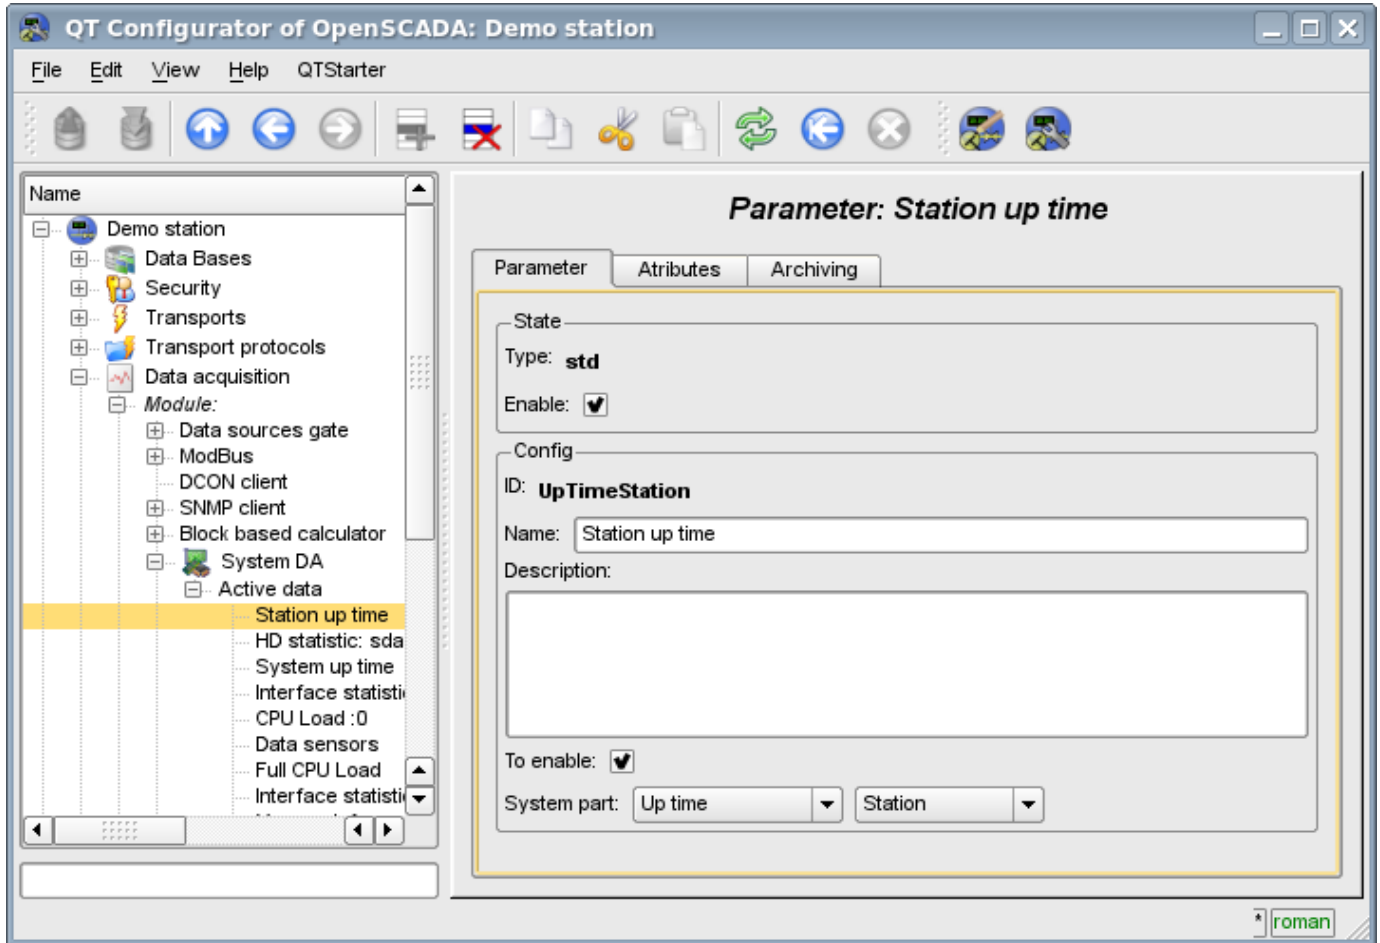 QT Configurator of OpenSCADA: Demo station
File Edit View Help QTStarter
Name
Demo station
Data Bases
Security
Transports
Transport protocols
Data acquisition
Module:
Data sources gate
ModBus
DCON client
SNMP client
Block based calculator
System DA
Active data
Station up time
HD statistic: sda
System up time
Interface statisti
CPU Load :0
Data sensors
Full CPU Load
Interface statisti
Parameter: Station up time
Parameter Atributes Archiving
State
Type: std
Enable:
Config
ID: UpTimeStation
Name: Station up time
Description:
To enable:
System part: Up time Station
* roman